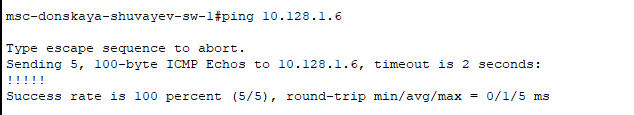 msc-donskaya-shuvayev-sw-1#ping 10.128.1.6
Type escape sequence to abort.
Sending 5, 100-byte ICMP Echos to 10.128.1.6, timeout is 2 seconds:
!!!!!
Success rate is 100 percent (5/5), round-trip min/avg/max = 0/1/5 ms